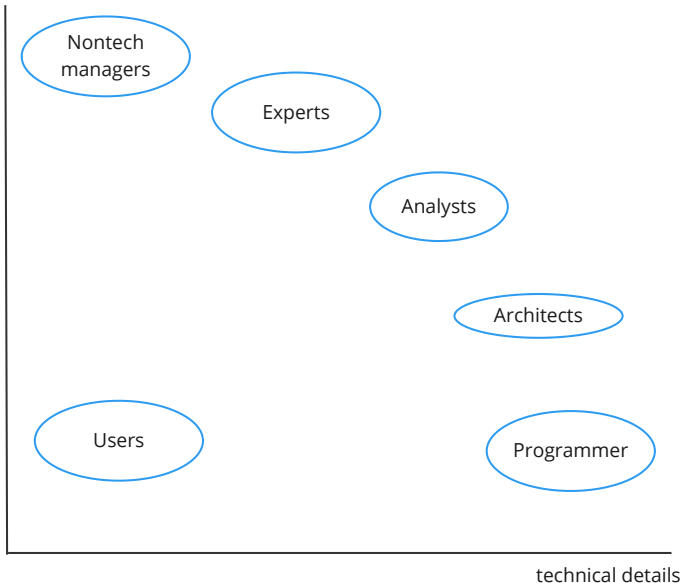 Nontech
managers
Experts
Analysts
Architects
Users
Programmer
technical details